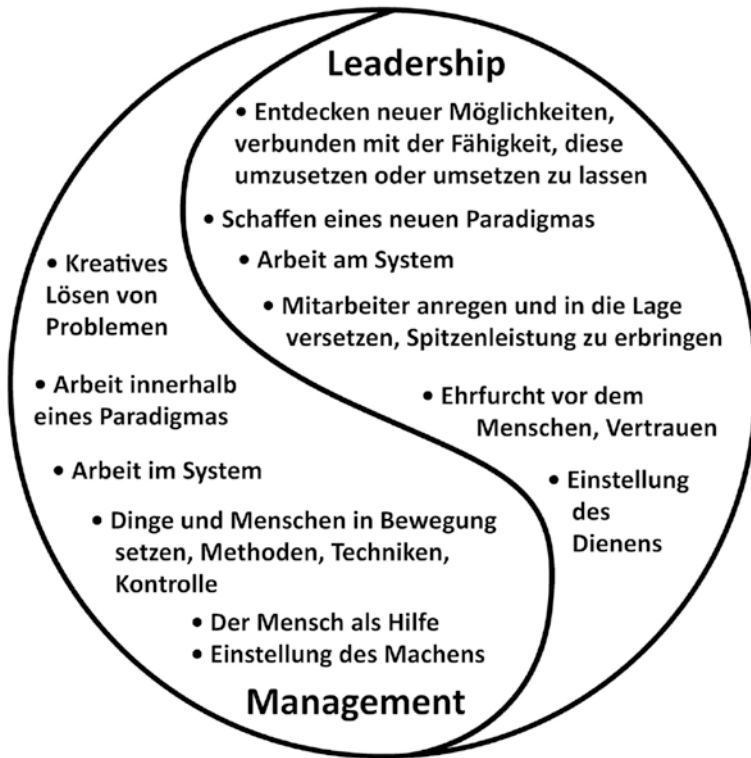 Leadership
• Entdecken neuer Möglichkeiten,
verbunden mit der Fähigkeit, diese
umzusetzen oder umsetzen zu lassen
• Schaffen eines neuen Paradigmas
• Arbeit am System
• Mitarbeiter anregen und in die Lage
versetzen, Spitzenleistung zu erbringen
• Ehrfurcht vor dem
Menschen, Vertrauen
• Einstellung
des
Dienens
• Kreatives
Lösen von
Problemen
• Arbeit innerhalb
eines Paradigmas
• Arbeit im System
• Dinge und Menschen in Bewegung
setzen, Methoden, Techniken,
Kontrolle
• Der Mensch als Hilfe
• Einstellung des Machens
Management